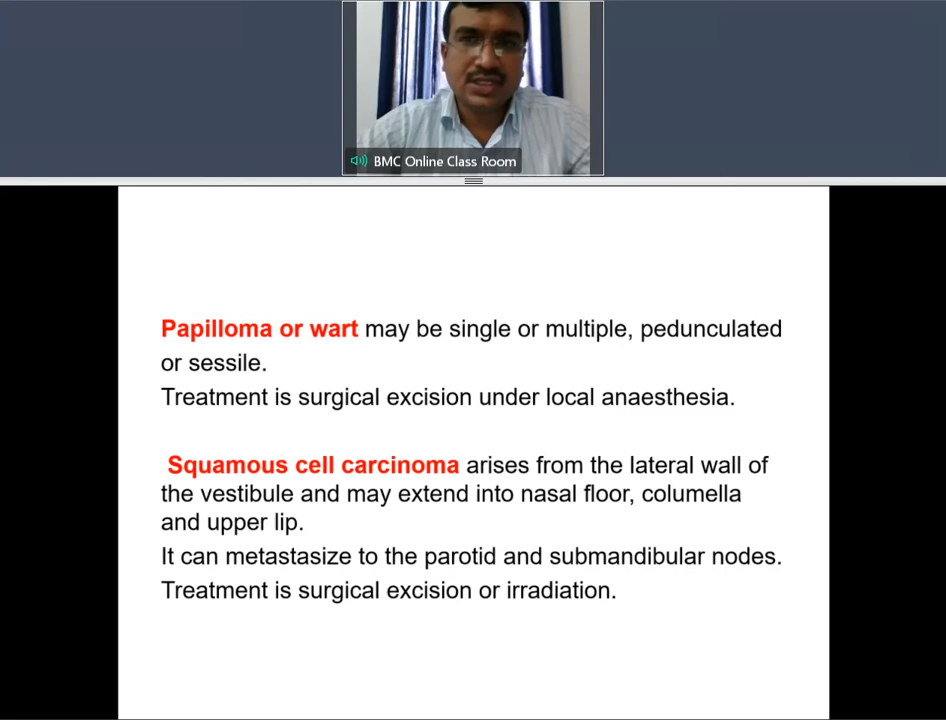 BMC Online Class Room
Papilloma or wart may be single or multiple, pedunculated
or sessile.
Treatment is surgical excision under local anaesthesia.
Squamous cell carcinoma arises from the lateral wall of
the vestibule and may extend into nasal floor, columella
and upper lip.
It can metastasize to the parotid and submandibular nodes.
Treatment is surgical excision or irradiation.